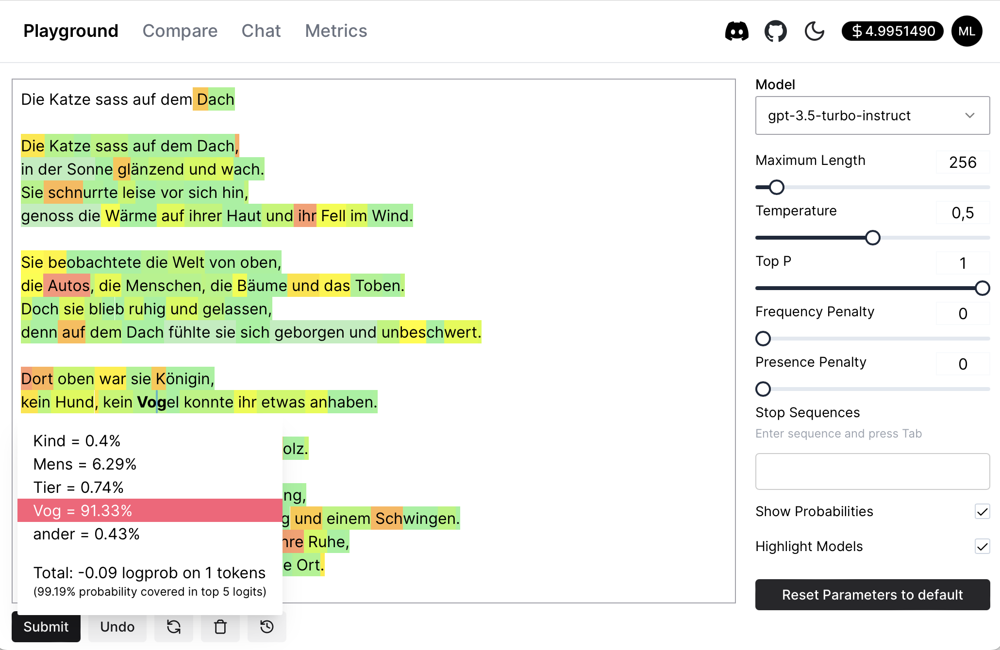 Playground Compare Chat Metrics $4.9951490 ML
Die Katze sass auf dem Dach
Die Katze sass auf dem Dach,
in der Sonne glänzend und wach.
Sie schnurrte leise vor sich hin,
genoss die Wärme auf ihrer Haut und ihr Fell im Wind.
Sie beobachtete die Welt von oben,
die Autos, die Menschen, die Bäume und das Toben.
Doch sie blieb ruhig und gelassen,
denn auf dem Dach fühlte sie sich geborgen und unbeschwert.
Dort oben war sie Königin,
kein Hund, kein Vogel konnte ihr etwas anhaben.
olz.
ng,
g und einem Schwingen.
hre Ruhe,
e Ort.
Kind = 0.4%
Mens = 6.29%
Tier = 0.74%
Vog = 91.33%
ander = 0.43%
Total: -0.09 logprob on 1 tokens
(99.19% probability covered in top 5 logits)
Submit Undo
Model
gpt-3.5-turbo-instruct
Maximum Length 256
Temperature 0,5
Top P 1
Frequency Penalty 0
Presence Penalty 0
Stop Sequences
Enter sequence and press Tab
Show Probabilities
Highlight Models
Reset Parameters to default